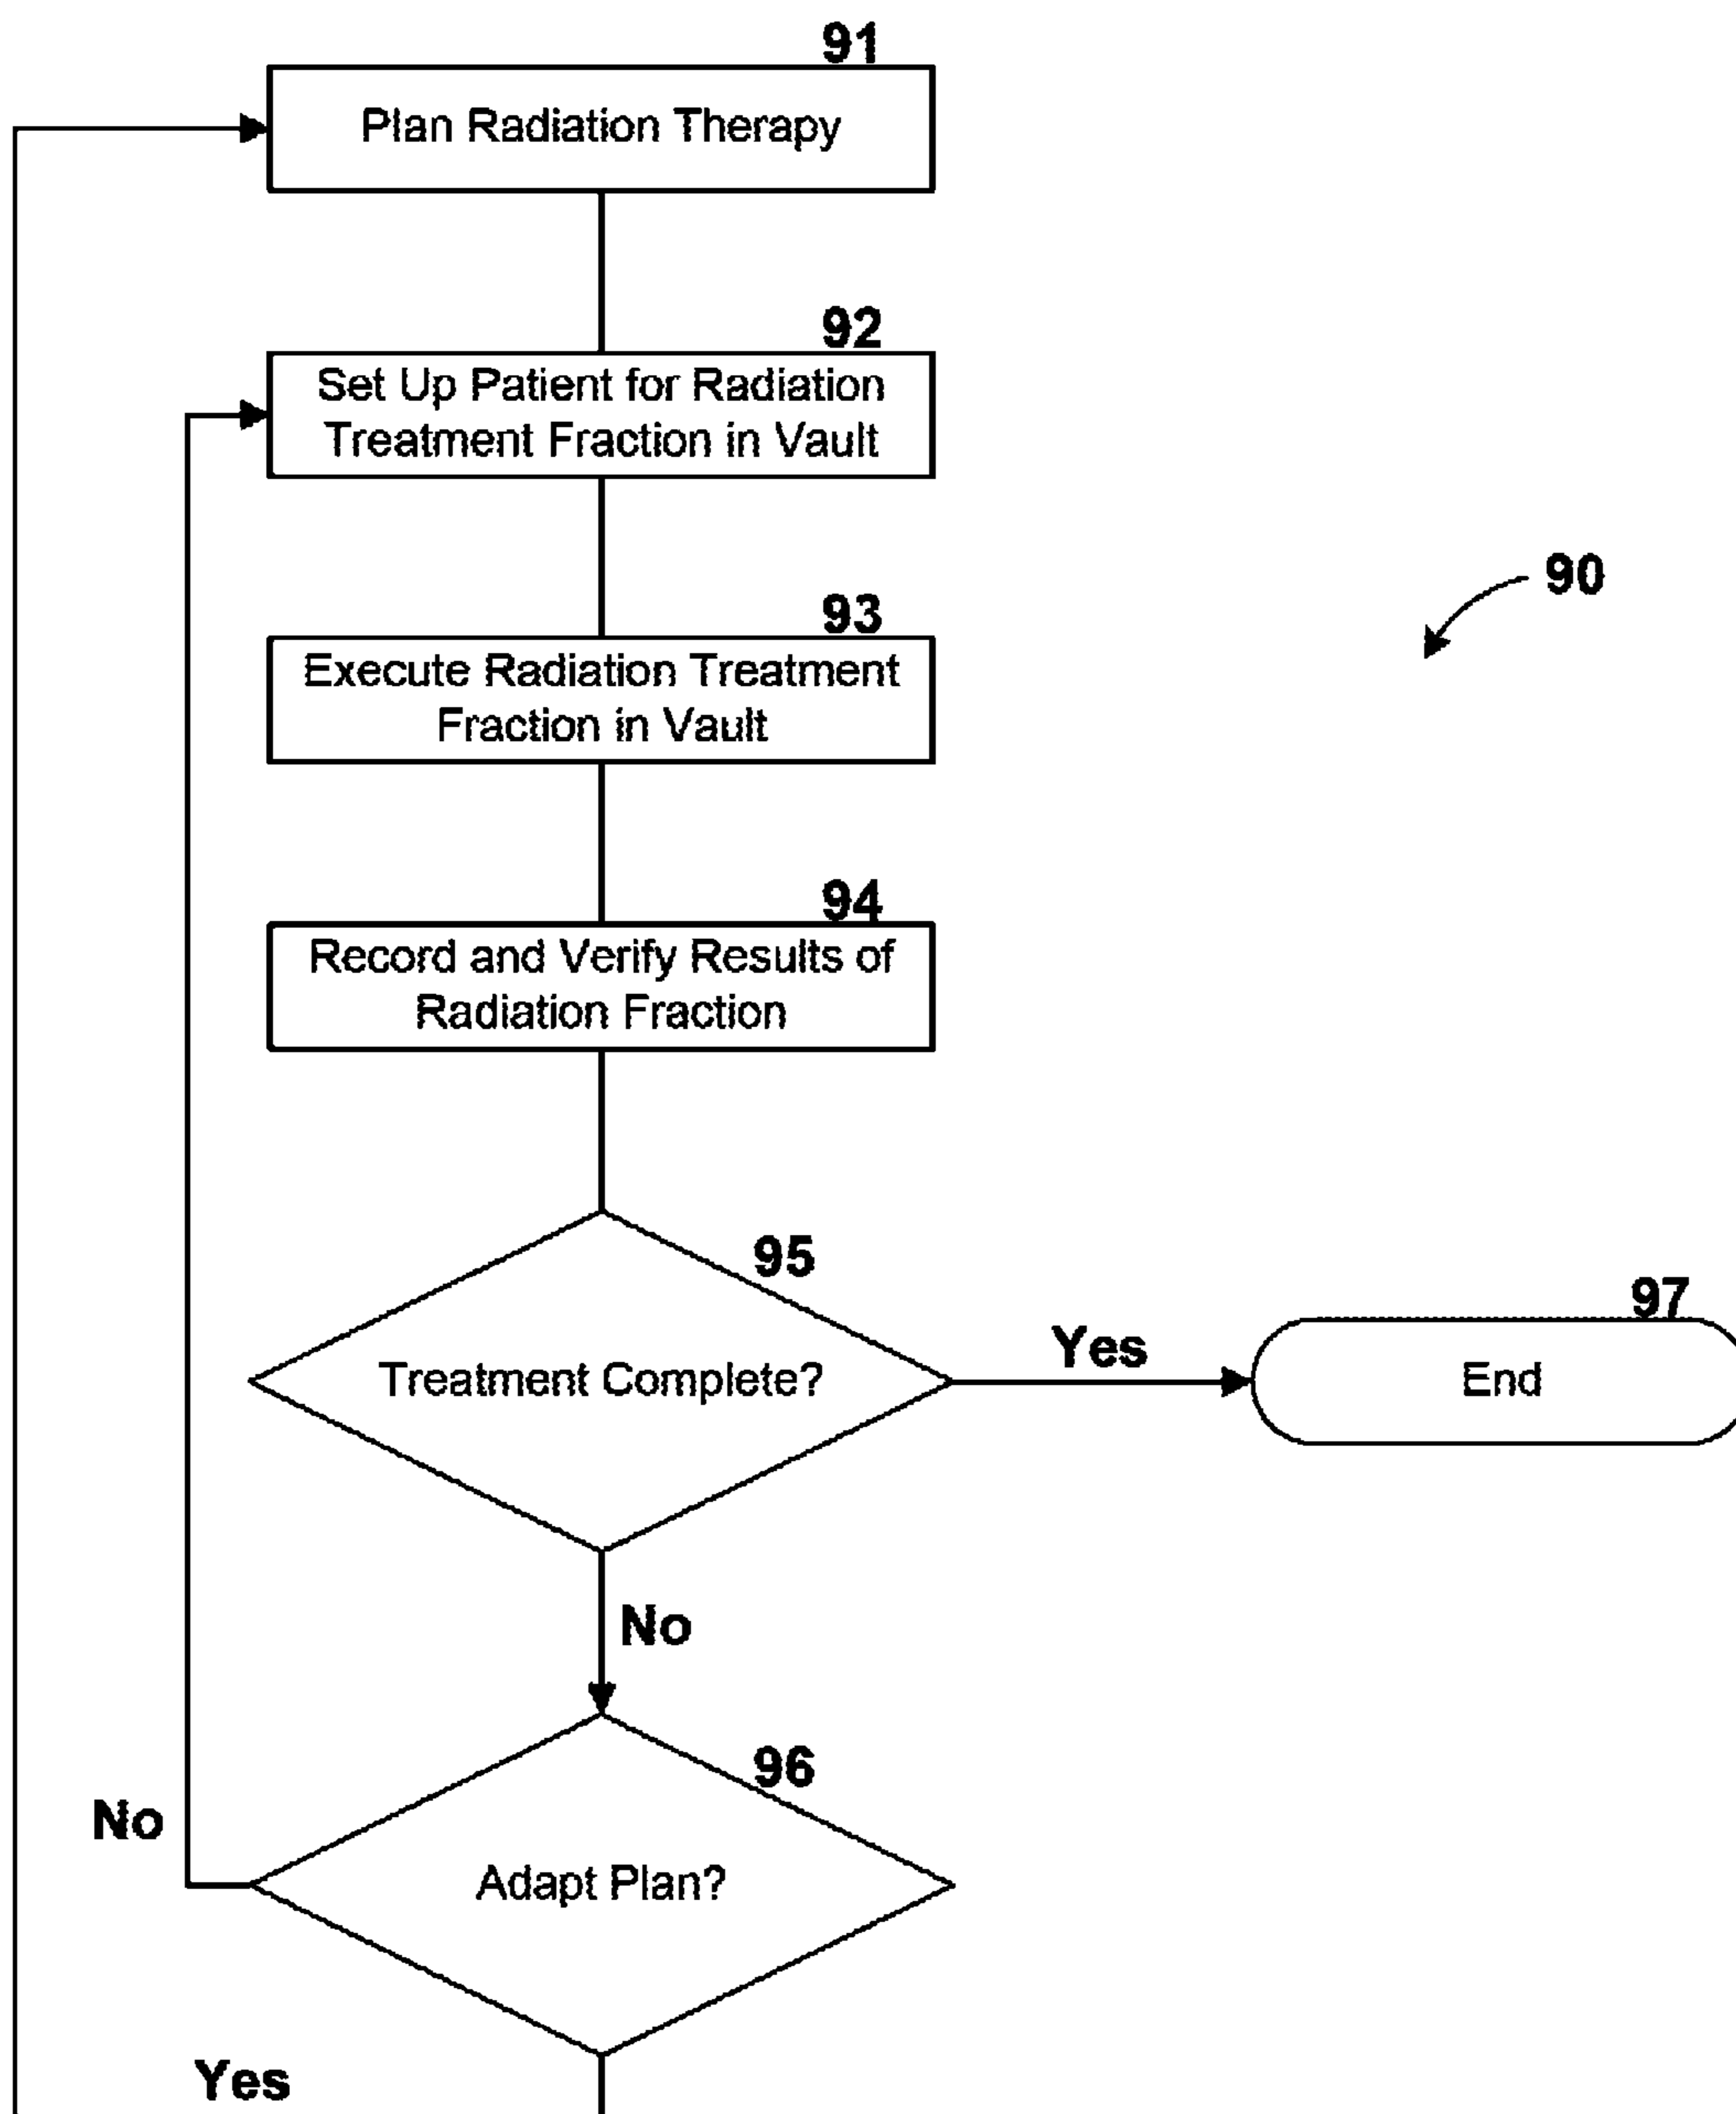 91
Plan Radiation Therapy
92
Set Up Patient for Radiation
Treatment Fraction in Vault
90
93
Execute Radiation Treatment
Fraction in Vault
94
Record and Verify Results of
Radiation Fraction
95
Treatment Complete?
Yes
97
End
No
96
Adapt Plan?
No
Yes